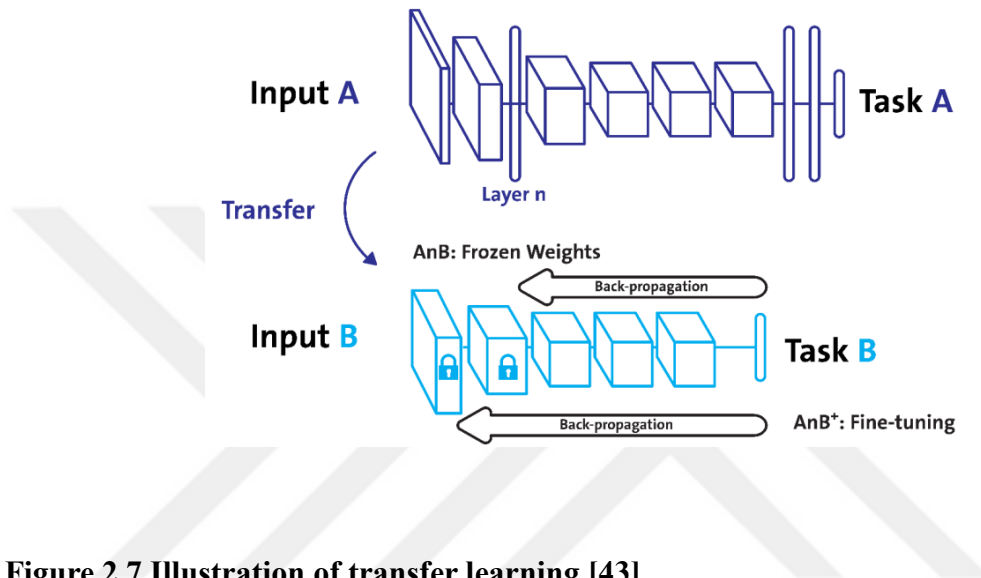 Input A
Task A
Layer n
Transfer
AnB: Frozen Weights
Back-propagation
Input B
Task B
Back-propagation
AnB⁺: Fine-tuning
Figure 2.7 Illustration of transfer learning [43]